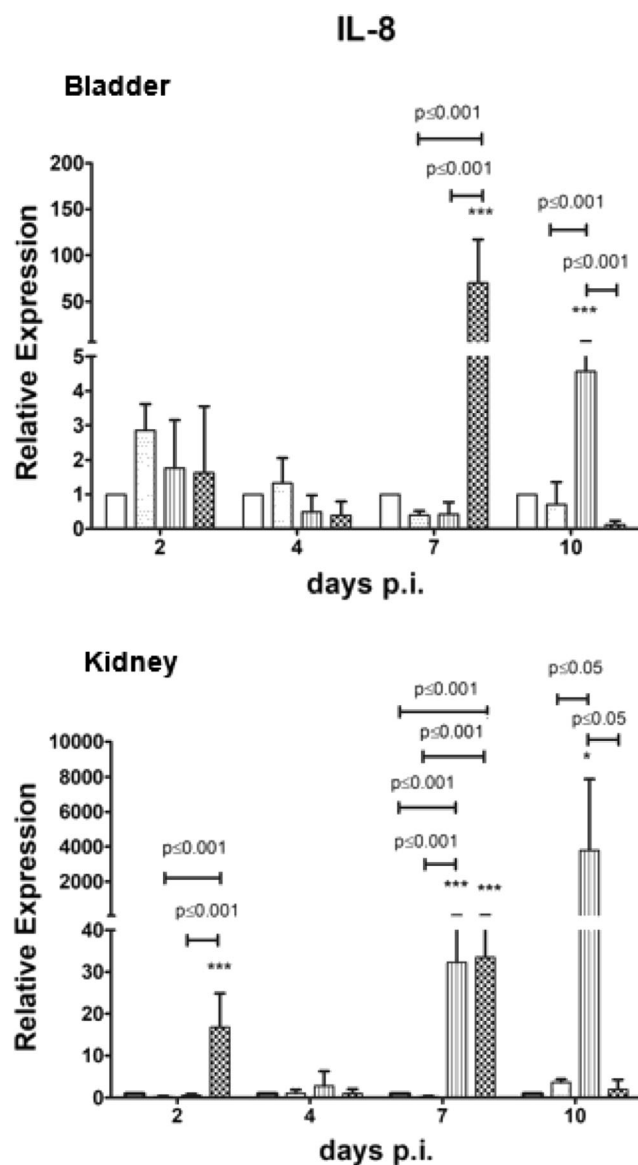 IL-8
Bladder
p≤0.001
p≤0.001
***
p≤0.001
p≤0.001
***
Relative Expression
200
150
100
50
5
4
3
2
1
0
2 4 7 10
days p.i.
Kidney
p≤0.05
p≤0.001
p≤0.05
p≤0.001
*
p≤0.001
p≤0.001
p≤0.001
p≤0.001
***
*** ***
Relative Expression
10000
8000
6000
4000
2000
40
30
20
10
0
2 4 7 10
days p.i.